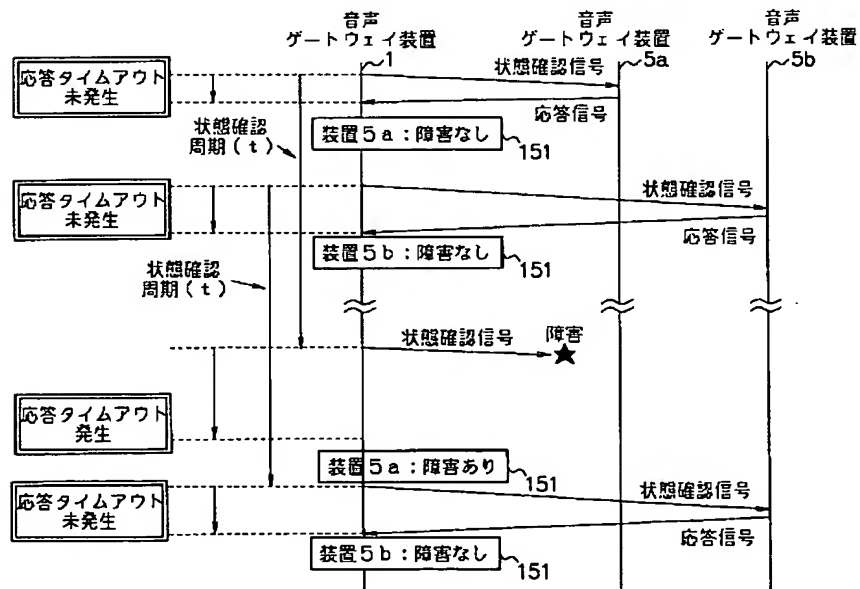 音声
ゲートウェイ装置
1
音声
ゲートウェイ装置
5a
音声
ゲートウェイ装置
5b
応答タイムアウト
未発生
状態確認信号
応答信号
状態確認
周期(t)
装置5a:障害なし
151
応答タイムアウト
未発生
状態確認信号
応答信号
装置5b:障害なし
151
状態確認
周期(t)
状態確認信号
障害
応答タイムアウト
発生
装置5a:障害あり
151
応答タイムアウト
未発生
状態確認信号
応答信号
装置5b:障害なし
151